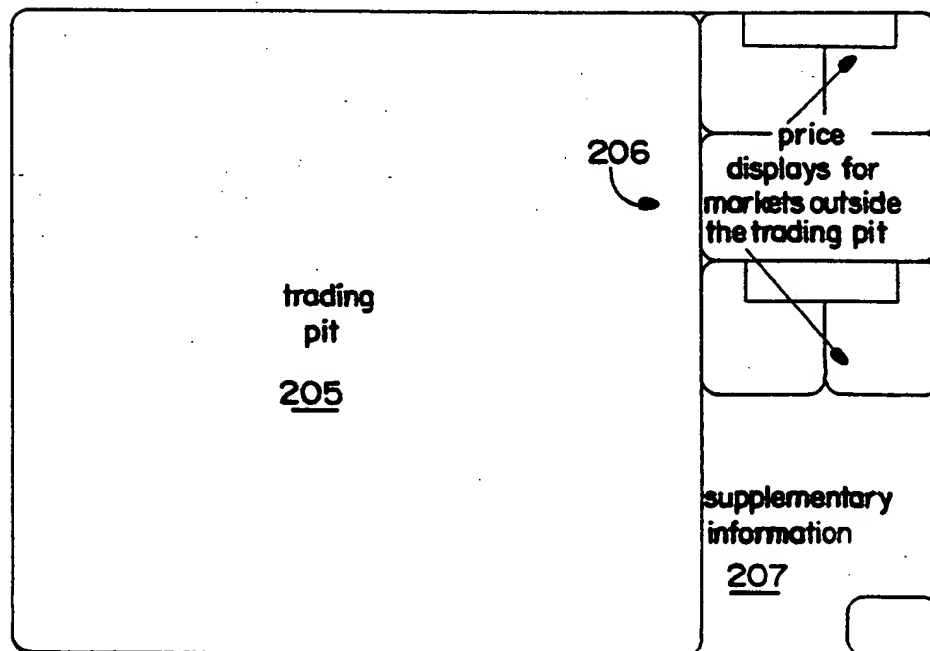 206
trading
pit
205
price
displays for
markets outside
the trading pit
supplementary
information
207